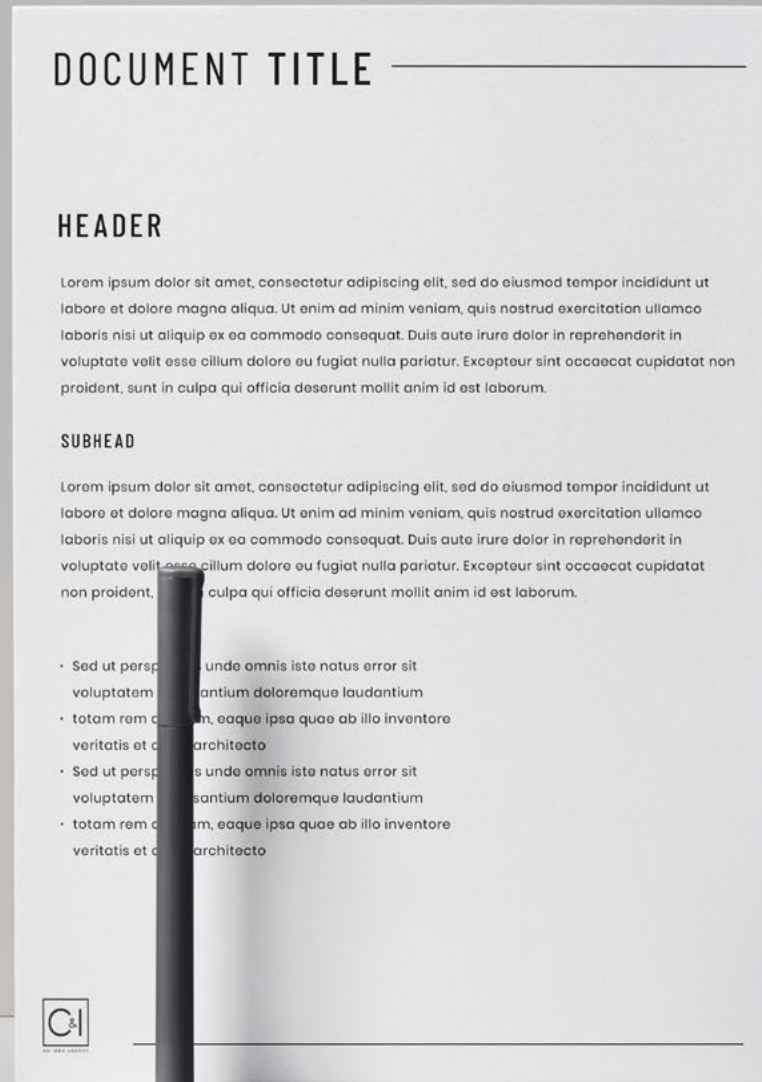 DOCUMENT TITLE
HEADER
Lorem ipsum dolor sit amet, consectetur adipiscing elit, sed do eiusmod tempor incididunt ut
labore et dolore magna aliqua. Ut enim ad minim veniam, quis nostrud exercitation ullamco
laboris nisi ut aliquip ex ea commodo consequat. Duis aute irure dolor in reprehenderit in
voluptate velit esse cillum dolore eu fugiat nulla pariatur. Excepteur sint occaecat cupidatat non
proident, sunt in culpa qui officia deserunt mollit anim id est laborum.
SUBHEAD
Lorem ipsum dolor sit amet, consectetur adipiscing elit, sed do eiusmod tempor incididunt ut
labore et dolore magna aliqua. Ut enim ad minim veniam, quis nostrud exercitation ullamco
laboris nisi ut aliquip ex ea commodo consequat. Duis aute irure dolor in reprehenderit in
voluptate velit esse cillum dolore eu fugiat nulla pariatur. Excepteur sint occaecat cupidatat
non proident, culpa qui officia deserunt mollit anim id est laborum.
• Sed ut unde omnis iste natus error sit
voluptatem doloremque laudantium
• totam rem eaque ipsa quae ab illo inventore
veritatis et architecto
• Sed ut unde omnis iste natus error sit
voluptatem doloremque laudantium
• totam rem eaque ipsa quae ab illo inventore
veritatis et architecto
C&I
AN IDEA AGENCY